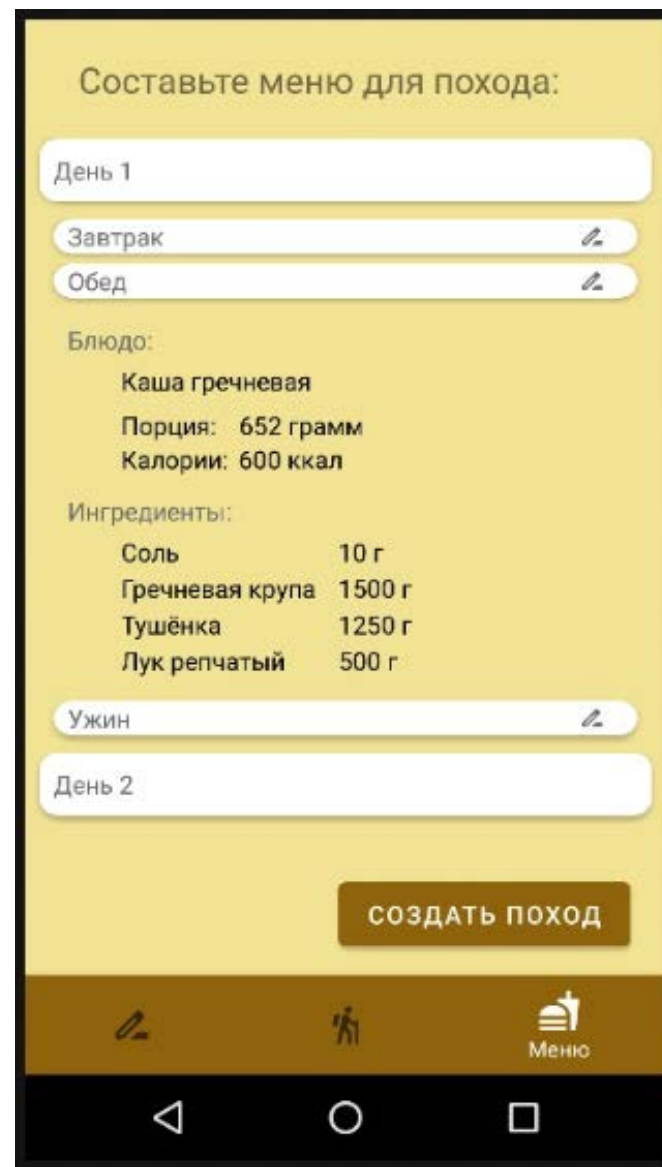 Составьте меню для похода:
День 1
Завтрак
Обед
Блюдо:
Каша гречневая
Порция: 652 грамм
Калории: 600 ккал
Ингредиенты:
Соль 10 г
Гречневая крупа 1500 г
Тушёнка 1250 г
Лук репчатый 500 г
Ужин
День 2
СОЗДАТЬ ПОХОД
Меню